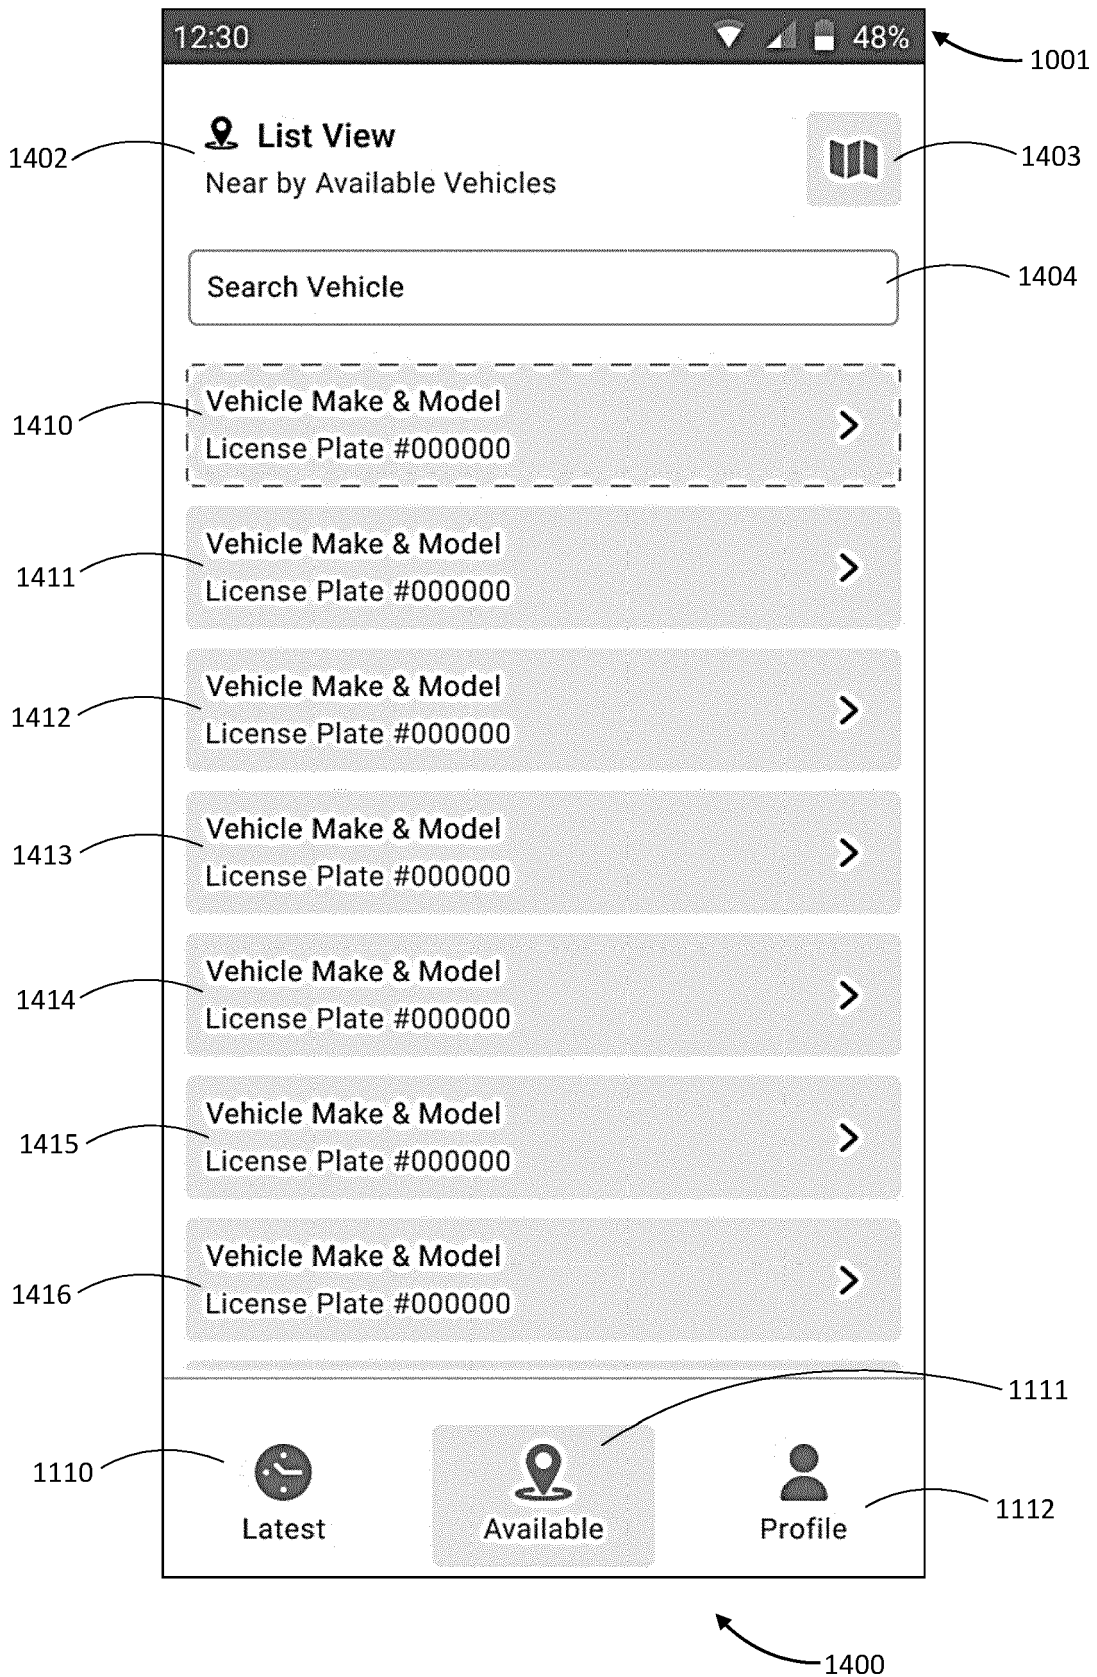 12:30 48%
1001
List View
1402
1403
Near by Available Vehicles
Search Vehicle
1404
Vehicle Make & Model
1410
License Plate #000000
Vehicle Make & Model
1411
License Plate #000000
Vehicle Make & Model
1412
License Plate #000000
Vehicle Make & Model
1413
License Plate #000000
Vehicle Make & Model
1414
License Plate #000000
Vehicle Make & Model
1415
License Plate #000000
Vehicle Make & Model
1416
License Plate #000000
1111
1110
1112
Latest Available Profile
1400